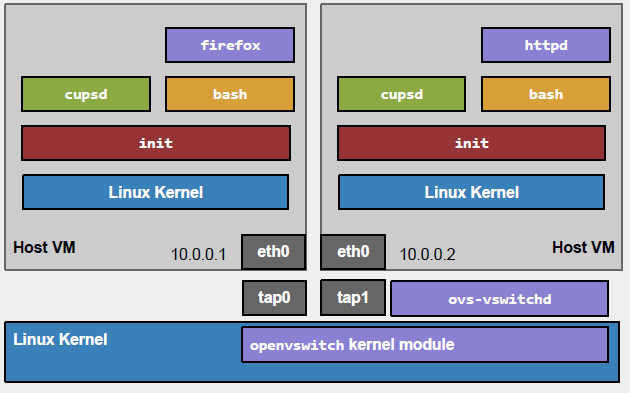 firefox
httpd
cupsd
bash
cupsd
bash
init
init
Linux Kernel
Linux Kernel
Host VM
10.0.0.1
eth0
eth0
10.0.0.2
Host VM
tap0
tap1
ovs-vswitchd
Linux Kernel
openvswitch kernel module